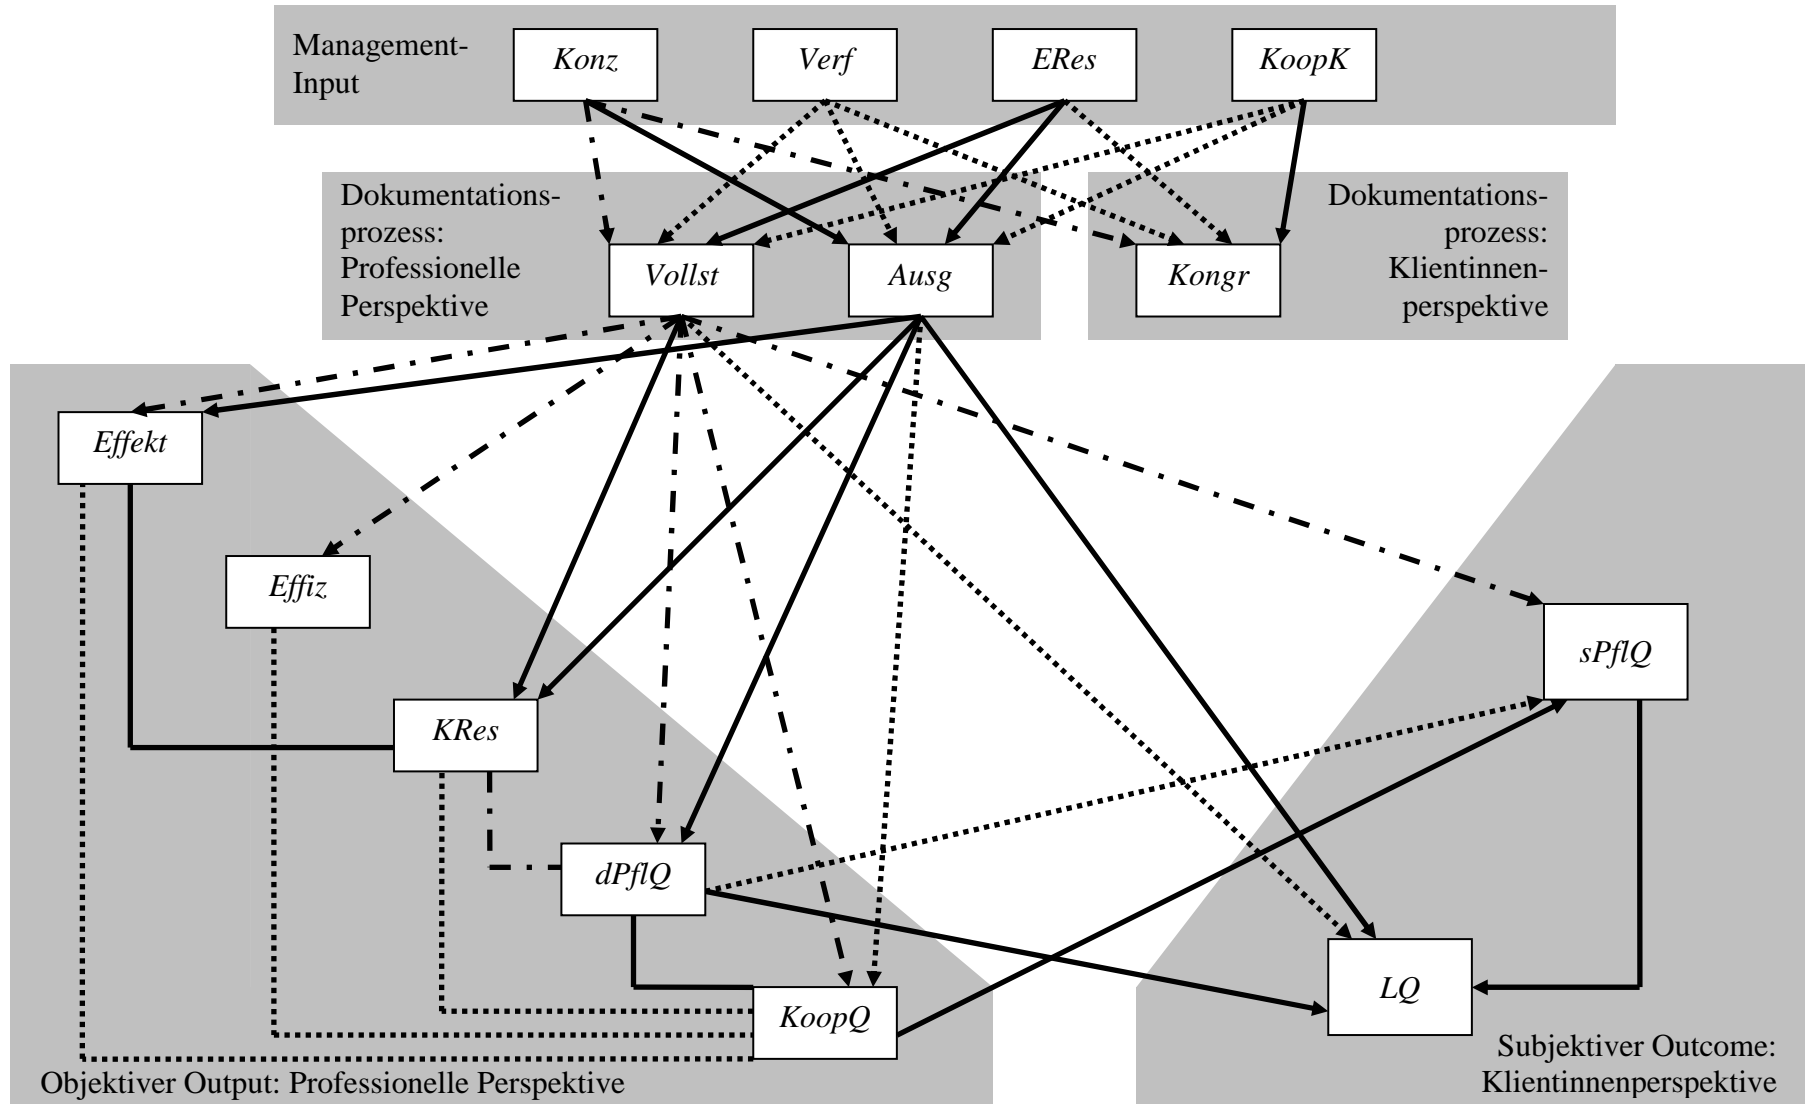 Management-
Input
Konz
Verf
ERes
KoopK
Dokumentations-
prozess:
Professionelle
Perspektive
Vollst
Ausg
Kongr
Dokumentations-
prozess:
Klientinnen-
perspektive
Effekt
Effiz
KRes
dPflQ
KoopQ
sPflQ
LQ
Objektiver Output: Professionelle Perspektive
Subjektiver Outcome:
Klientinnenperspektive